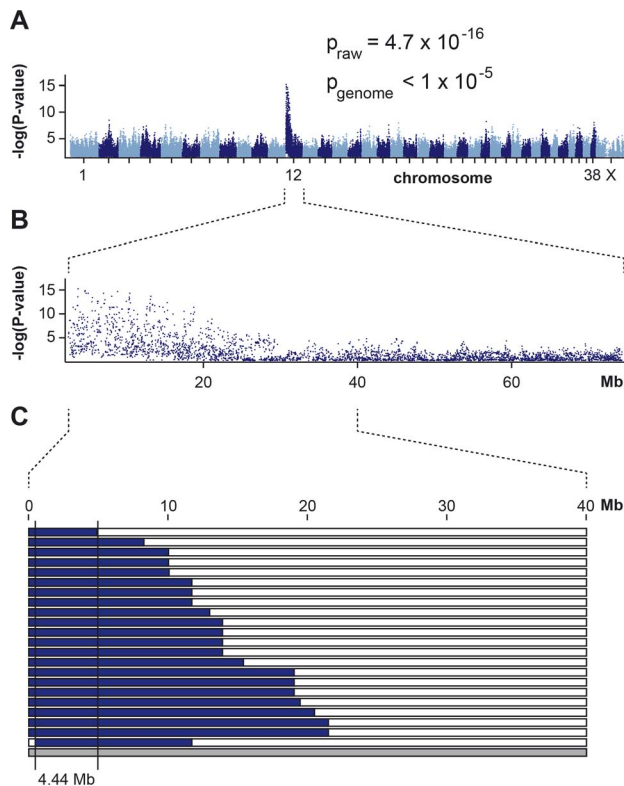 A
p_raw = 4.7 x 10^-16
p_genome < 1 x 10^-5
-log(P-value)
15
10
5
1
12
chromosome
38 X
B
-log(P-value)
15
10
5
20
40
60
Mb
C
0
10
20
30
40
Mb
4.44 Mb